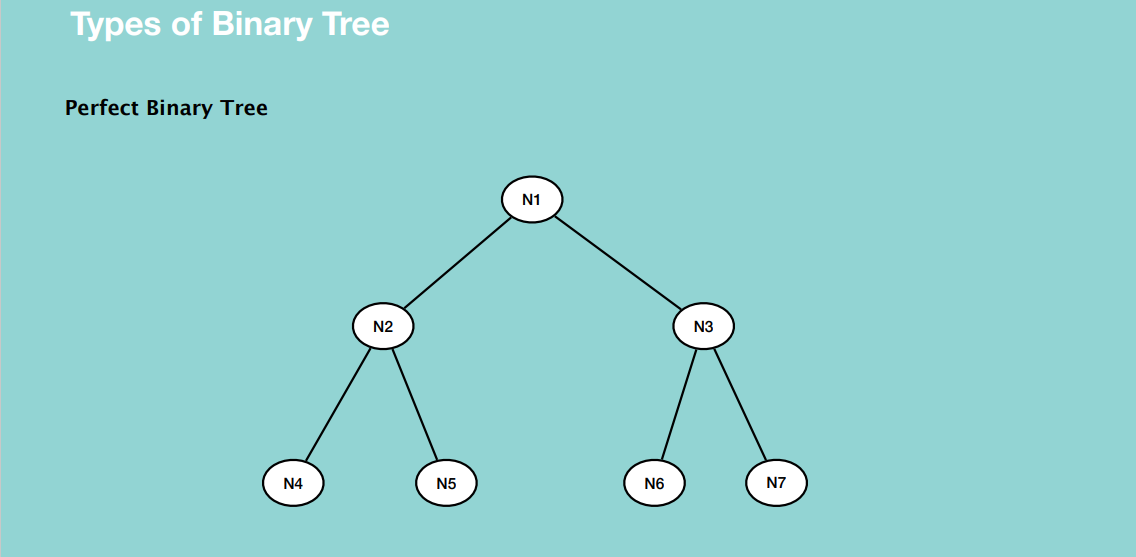 Types of Binary Tree
Perfect Binary Tree
N1
N2 N3
N4 N5 N6 N7